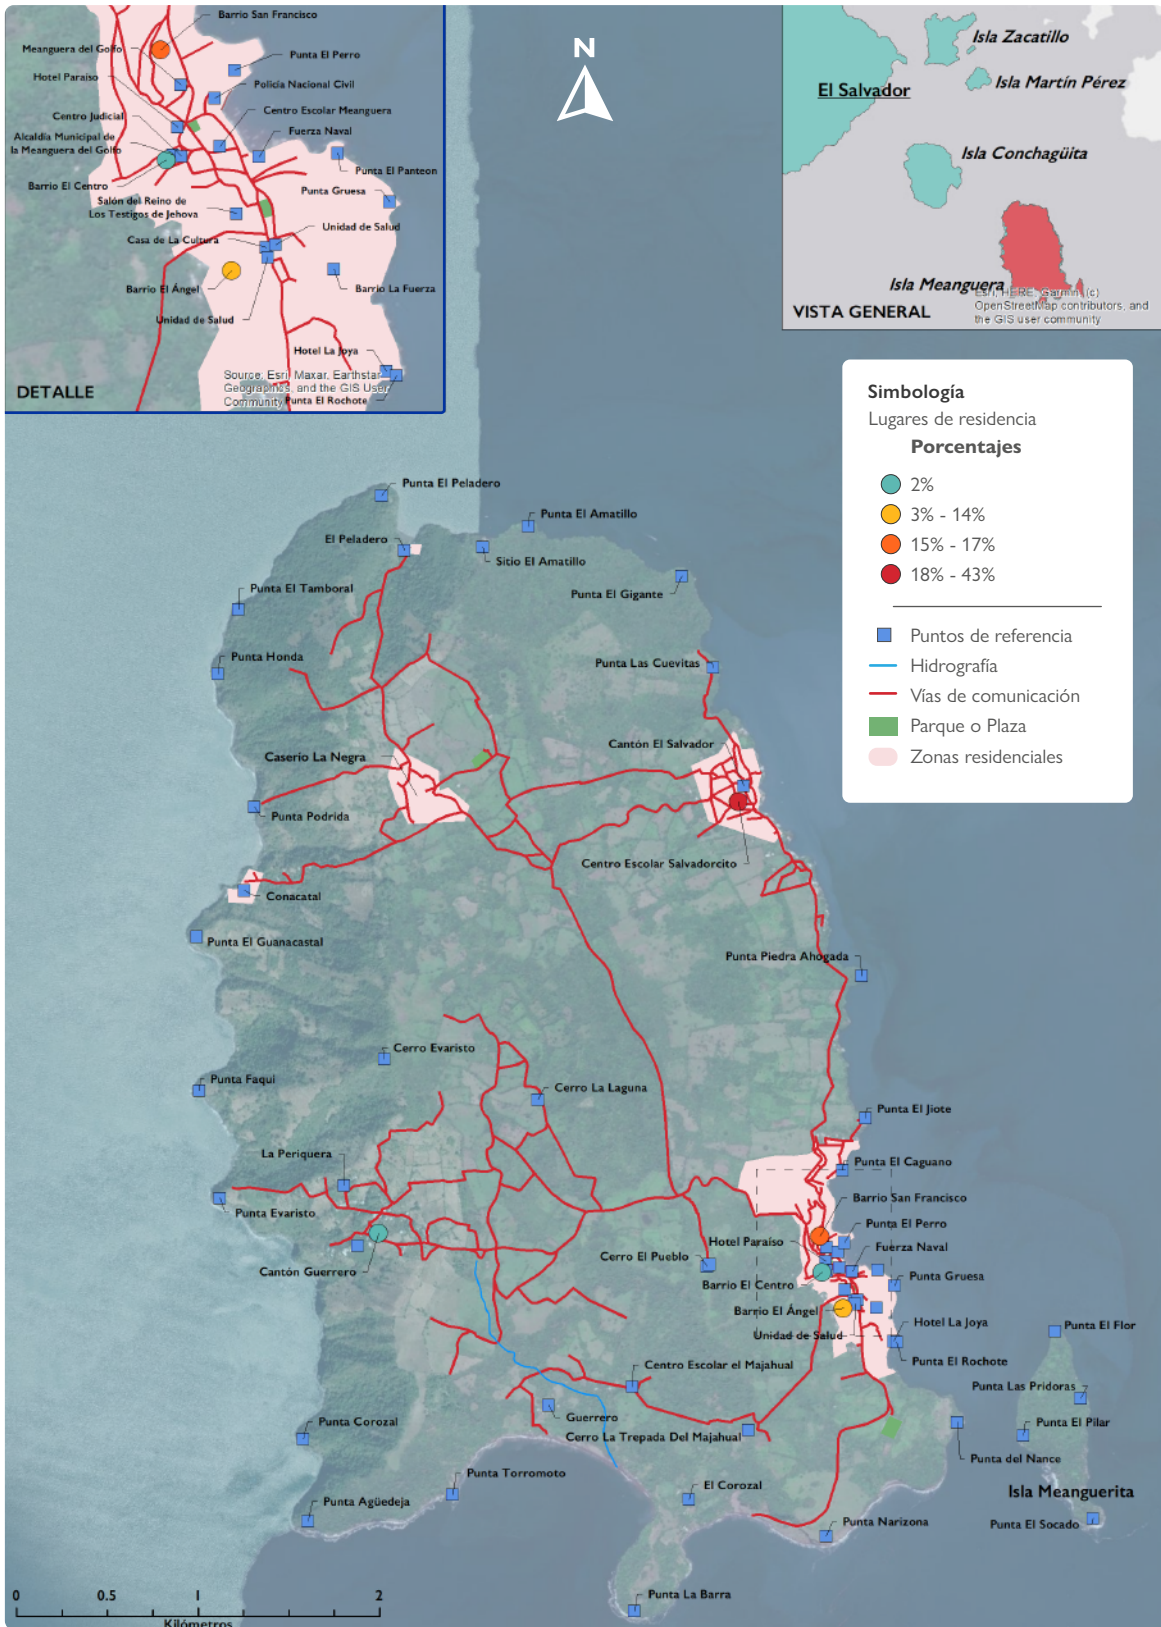 Barrio San Francisco
Meanguera del Golfo
Punta El Perro
Hotel Paraíso
Policía Nacional Civil
Centro Escolar Meanguera
Centro Judicial
Fuerza Naval
Alcaldía Municipal de
la Meanguera del Golfo
Punta El Panteon
Barrio El Centro
Punta Gruesa
Salón del Reino de
Los Testigos de Jehova
Unidad de Salud
Casa de La Cultura
Barrio El Ángel
Barrio La Fuerza
Unidad de Salud
Hotel La Joya
DETALLE
Source: Esri, Maxar, Earthstar
Geographics, and the GIS User
Community
Punta El Rochote
N
Isla Zacatillo
El Salvador
Isla Martín Pérez
Isla Conchagüita
Isla Meanguera
Esri, HERE, Garmin, (c)
OpenStreetMap contributors, and
the GIS user community
VISTA GENERAL
Simbología
Lugares de residencia
Porcentajes
2%
3% - 14%
15% - 17%
18% - 43%
Puntos de referencia
Hidrografía
Vías de comunicación
Parque o Plaza
Zonas residenciales
Punta El Peladero
Punta El Amatillo
El Peladero
Sitio El Amatillo
Punta El Tamboral
Punta El Gigante
Punta Honda
Punta Las Cuevitas
Cantón El Salvador
Caserío La Negra
Punta Podrida
Centro Escolar Salvadorcito
Conacatal
Punta El Guanacastal
Punta Piedra Ahogada
Cerro Evaristo
Punta Faqui
Cerro La Laguna
Punta El Jiote
La Periquera
Punta El Caguano
Barrio San Francisco
Punta Evaristo
Punta El Perro
Hotel Paraíso
Fuerza Naval
Cerro El Pueblo
Cantón Guerrero
Punta Gruesa
Barrio El Centro
Barrio El Ángel
Hotel La Joya
Unidad de Salud
Punta El Flor
Punta El Rochote
Centro Escolar el Majahual
Punta Las Pridoras
Guerrero
Punta Corozal
Punta El Pilar
Cerro La Trepada Del Majahual
Punta del Nance
Punta Torromoto
El Corozal
Isla Meanguerita
Punta Agüedeja
Punta Narizona
Punta El Socado
Punta La Barra
0 0.5 1 2
Kilómetros